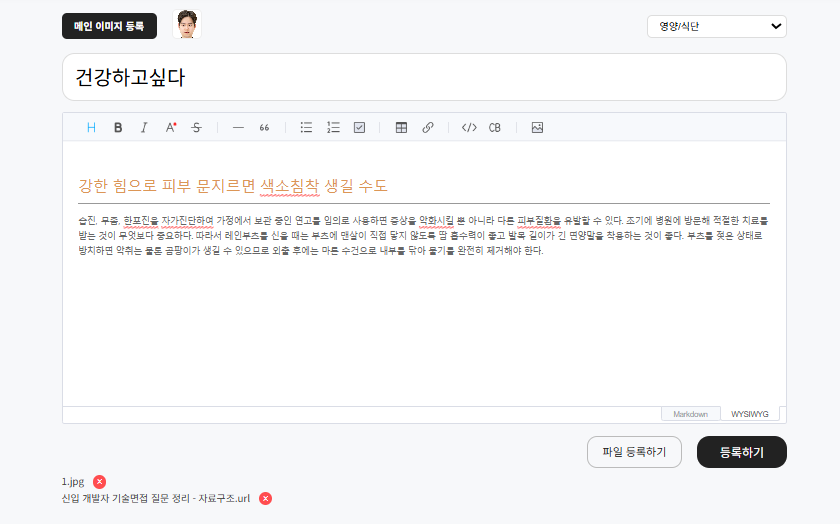 메인 이미지 등록
영양/식단
건강하고싶다
H B I A S — 66 </> CB
강한 힘으로 피부 문지르면 색소침착 생길 수도
습진, 무좀, 한포진을 자가진단하여 가정에서 보관 중인 연고를 임의로 사용하면 증상을 악화시킬 뿐 아니라 다른 피부질환을 유발할 수 있다. 조기에 병원에 방문해 적절한 치료를
받는 것이 무엇보다 중요하다. 따라서 레인부츠를 신을 때는 부츠에 맨살이 직접 닿지 않도록 땀 흡수력이 좋고 발목 길이가 긴 면양말을 착용하는 것이 좋다. 부츠를 젖은 상태로
방치하면 악취는 물론 곰팡이가 생길 수 있으므로 외출 후에는 마른 수건으로 내부를 닦아 물기를 완전히 제거해야 한다.
Markdown WYSIWYG
파일 등록하기 등록하기
1.jpg
신입 개발자 기술면접 질문 정리 - 자료구조.url